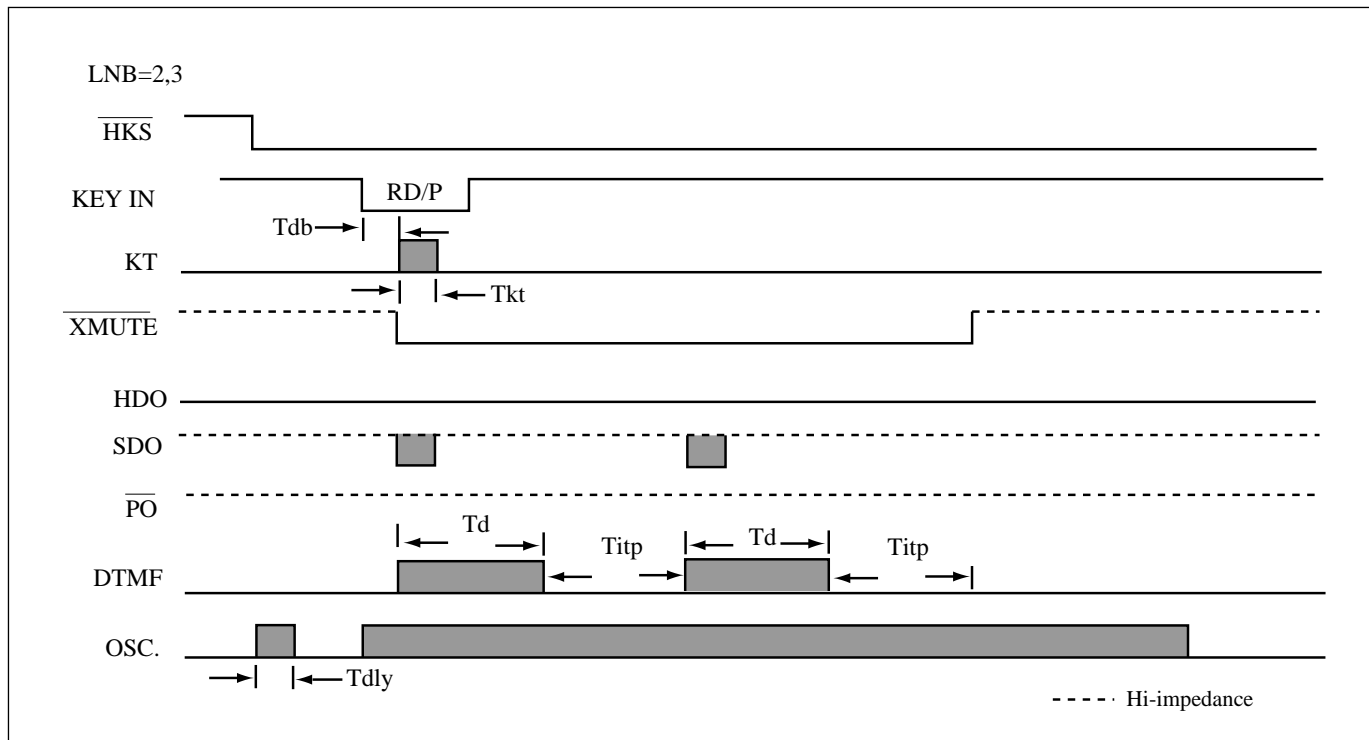 LNB=2,3
HKS
KEY IN
RD/P
Tdb
KT
Tkt
XMUTE
HDO
SDO
PO
Td
Titp
Td
Titp
DTMF
OSC.
Tdly
Hi-impedance